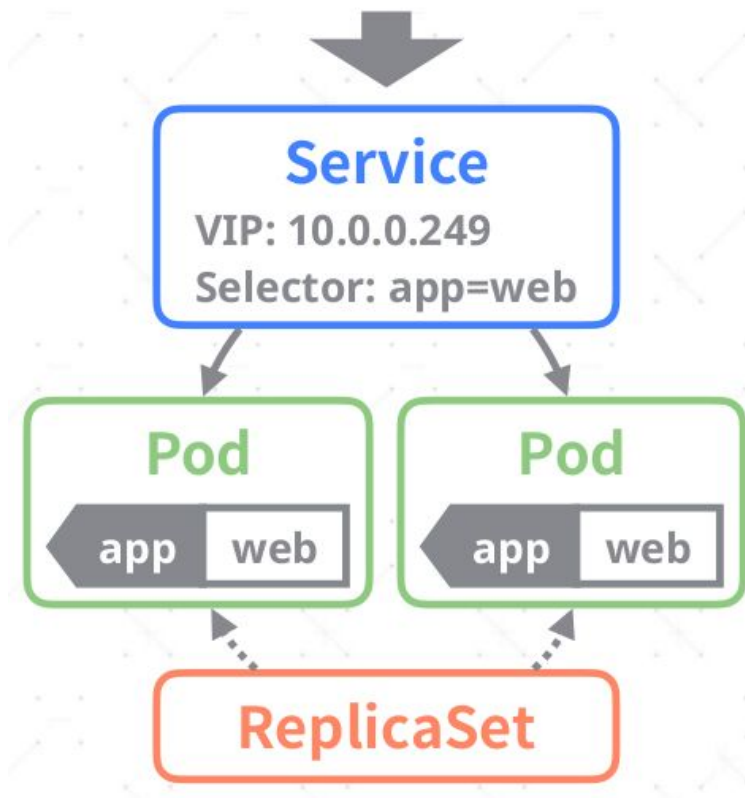 Service
VIP: 10.0.0.249
Selector: app=web
Pod
app web
Pod
app web
ReplicaSet